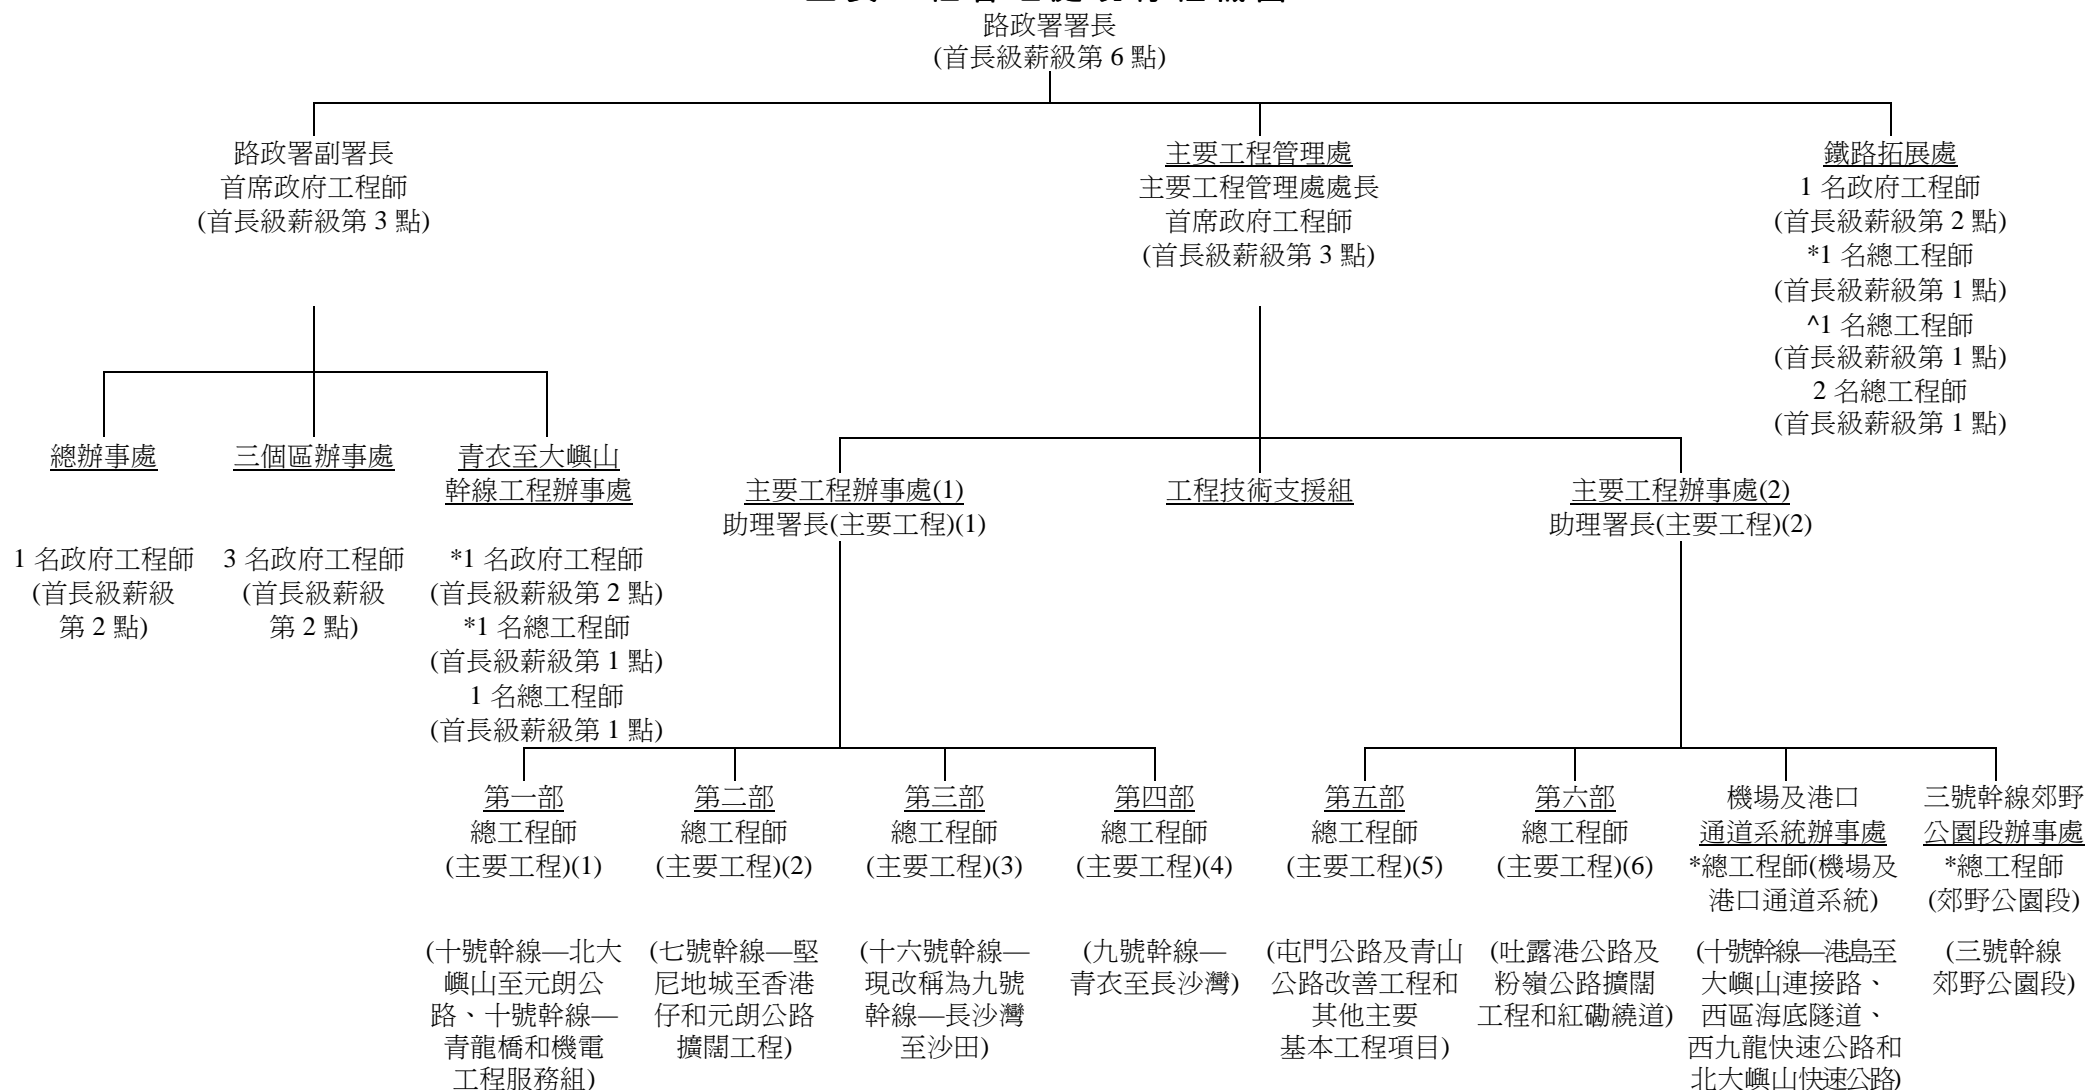 路政署署長
(首長級薪級第 6 點)
路政署副署長
首席政府工程師
(首長級薪級第 3 點)
主要工程管理處
主要工程管理處處長
首席政府工程師
(首長級薪級第 3 點)
鐵路拓展處
1 名政府工程師
(首長級薪級第 2 點)
*1 名總工程師
(首長級薪級第 1 點)
^1 名總工程師
(首長級薪級第 1 點)
2 名總工程師
(首長級薪級第 1 點)
總辦事處
1 名政府工程師
(首長級薪級
第 2 點)
三個區辦事處
3 名政府工程師
(首長級薪級
第 2 點)
青衣至大嶼山
幹線工程辦事處
*1 名政府工程師
(首長級薪級第 2 點)
*1 名總工程師
(首長級薪級第 1 點)
1 名總工程師
(首長級薪級第 1 點)
主要工程辦事處(1)
助理署長(主要工程)(1)
工程技術支援組
主要工程辦事處(2)
助理署長(主要工程)(2)
第一部
總工程師
(主要工程)(1)
(十號幹線—北大
嶼山至元朗公
路、十號幹線—
青龍橋和機電
工程服務組)
第二部
總工程師
(主要工程)(2)
(七號幹線—堅
尼地城至香港
仔和元朗公路
擴闊工程)
第三部
總工程師
(主要工程)(3)
(十六號幹線—
現改稱為九號
幹線—長沙灣
至沙田)
第四部
總工程師
(主要工程)(4)
(九號幹線—
青衣至長沙灣)
第五部
總工程師
(主要工程)(5)
(屯門公路及青山
公路改善工程和
其他主要
基本工程項目)
第六部
總工程師
(主要工程)(6)
(吐露港公路及
粉嶺公路擴闊
工程和紅磡繞道)
機場及港口
通道系統辦事處
*總工程師(機場及
港口通道系統)
(十號幹線—港島至
大嶼山連接路、
西區海底隧道、
西九龍快速公路和
北大嶼山快速公路)
三號幹線郊野
公園段辦事處
*總工程師
(郊野公園段)
(三號幹線
郊野公園段)